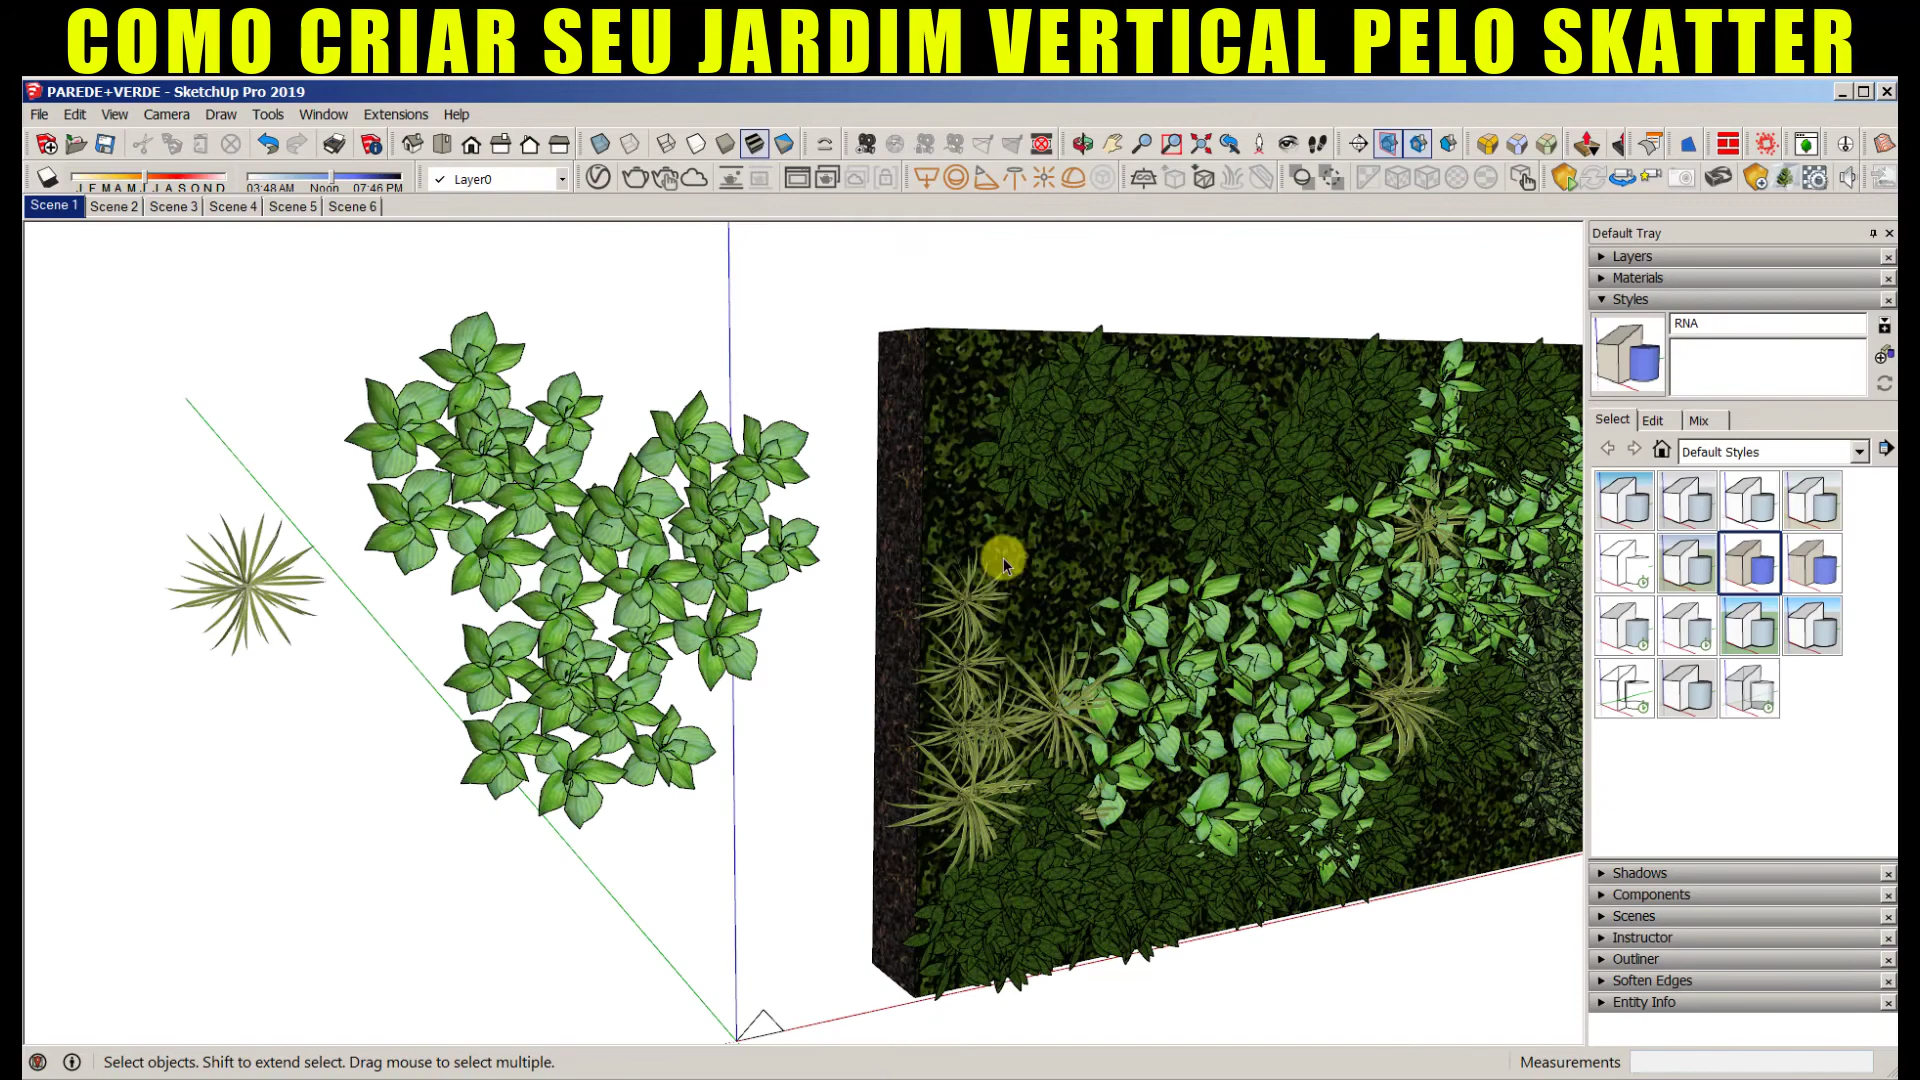 COMO CRIAR SEU JARDIM VERTICAL PELO SKATTER
PAREDE+VERDE - SketchUp Pro 2019
File Edit View Camera Draw Tools Window Extensions Help
J F M A M J J A S O N D 03:48 AM Noon 07:46 PM ✓ Layer0
Scene 1 Scene 2 Scene 3 Scene 4 Scene 5 Scene 6
Default Tray
Layers
Materials
Styles
RNA
Select Edit Mix
Default Styles
Shadows
Components
Scenes
Instructor
Outliner
Soften Edges
Entity Info
Select objects. Shift to extend select. Drag mouse to select multiple.
Measurements